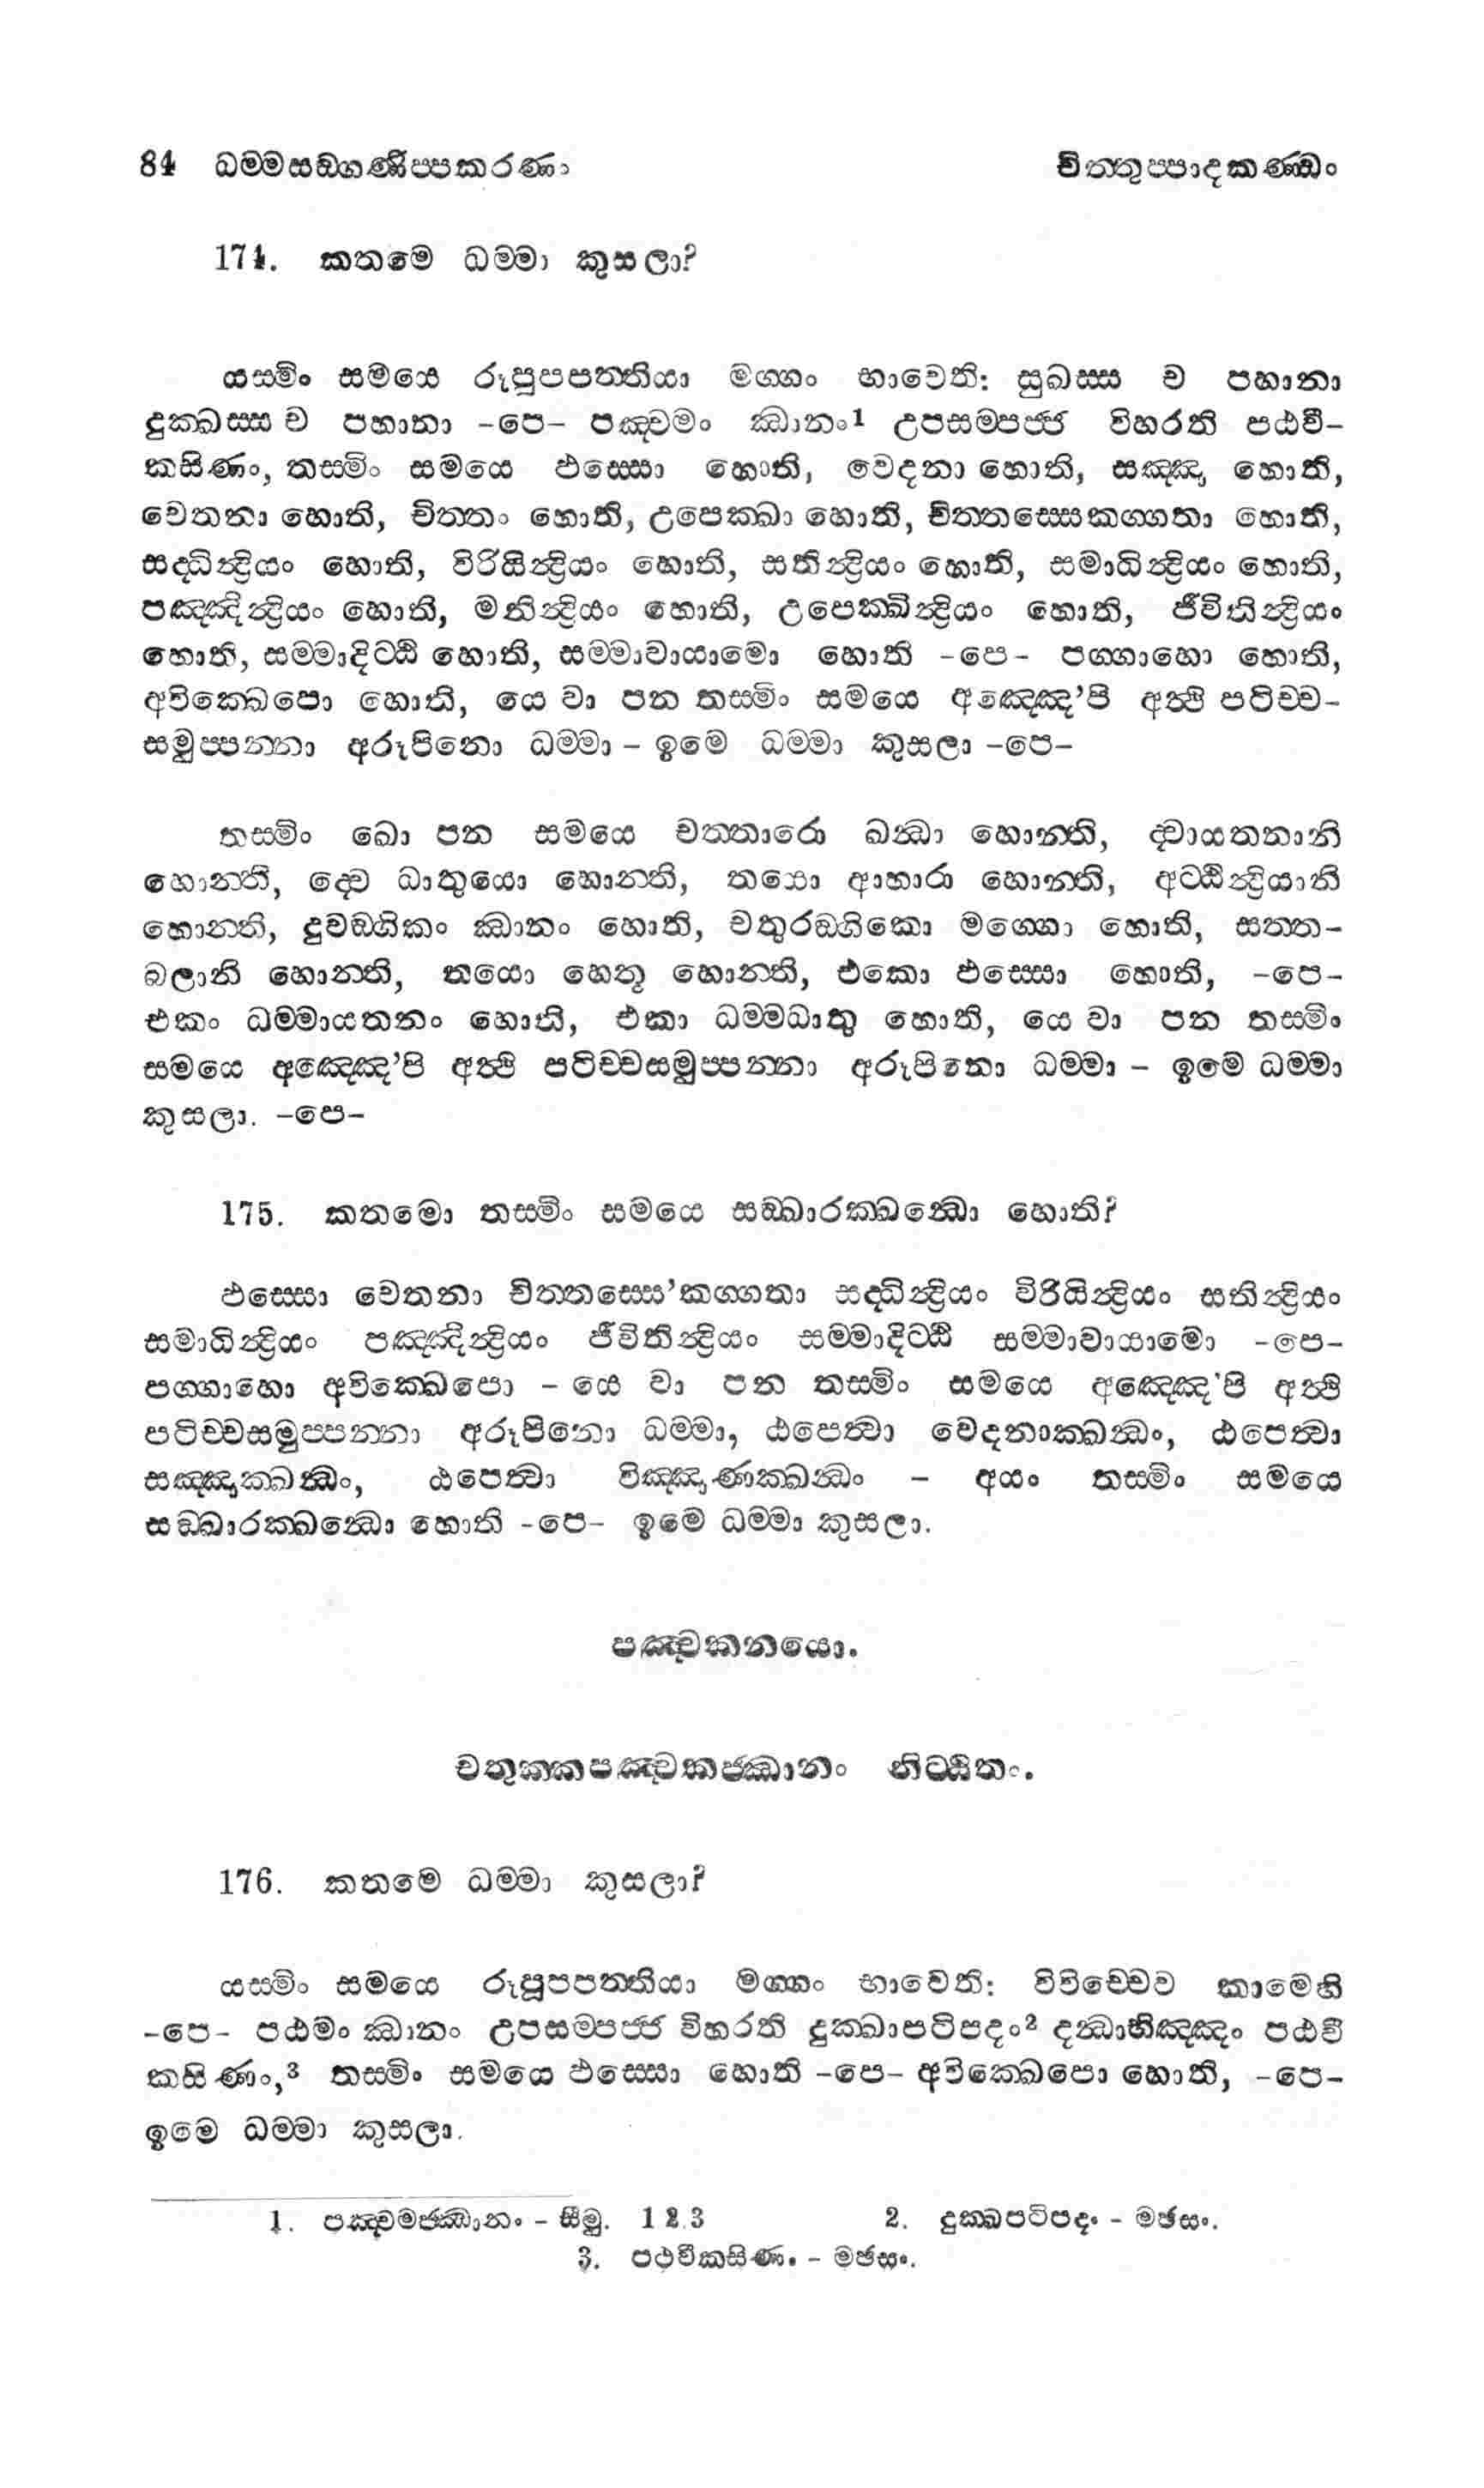 84 ධම්මසඞ්ගණිප්පකරණං
චිත්තුප්පාදකණ්ඩං
174. කතමෙ ධම්මා කුසලා?
යස්මිං සමයෙ රූපූපපත්තියා මග්ගං භාවෙති: සුඛස්ස ච පහානා
දුක්ඛස්ස ච පහානා -පෙ- පඤ්චමං ඣානං1 උපසම්පජ්ජ විහරති පඨවී-
කසිණං, තස්මිං සමයෙ ඵස්සො හොති, වෙදනා හොති, සඤ්ඤා හොති,
චෙතනා හොති, චිත්තං හොති, උපෙක්ඛා හොති, චිත්තස්සෙකග්ගතා හොති,
සද්ධින්ද්‍රියං හොති, විරියින්ද්‍රියං හොති, සතින්ද්‍රියං හොති, සමාධින්ද්‍රියං හොති,
පඤ්ඤින්ද්‍රියං හොති, මනින්ද්‍රියං හොති, උපෙක්ඛින්ද්‍රියං හොති, ජීවිතින්ද්‍රියං
හොති, සම්මාදිට්ඨි හොති, සම්මාවායාමො හොති -පෙ- පග්ගාහො හොති,
අවික්ඛෙපො හොති, යෙ වා පන තස්මිං සමයෙ අඤ්ඤෙ’පි අත්ථි පටිච්ච-
සමුප්පන්නා අරූපිනො ධම්මා - ඉමෙ ධම්මා කුසලා -පෙ-
තස්මිං ඛො පන සමයෙ චත්තාරො ඛන්ධා හොන්ති, ද්වායතනානි
හොන්ති, ද්වෙ ධාතුයො හොන්ති, තයො ආහාරා හොන්ති, අට්ඨින්ද්‍රියානි
හොන්ති, දුවඞ්ගිකං ඣානං හොති, චතුරඞ්ගිකො මග්ගො හොති, සත්ත-
බලානි හොන්ති, තයො හෙතූ හොන්ති, එකො ඵස්සො හොති, -පෙ-
එකං ධම්මායතනං හොති, එකා ධම්මධාතු හොති, යෙ වා පන තස්මිං
සමයෙ අඤ්ඤෙ’පි අත්ථි පටිච්චසමුප්පන්නා අරූපිනො ධම්මා - ඉමෙ ධම්මා
කුසලා. -පෙ-
175. කතමො තස්මිං සමයෙ සඞ්ඛාරක්ඛන්ධො හොති?
ඵස්සො චෙතනා චිත්තස්සෙ’කග්ගතා සද්ධින්ද්‍රියං විරියින්ද්‍රියං සතින්ද්‍රියං
සමාධින්ද්‍රියං පඤ්ඤින්ද්‍රියං ජීවිතින්ද්‍රියං සම්මාදිට්ඨි සම්මාවායාමො -පෙ-
පග්ගාහො අවික්ඛෙපො - යෙ වා පන තස්මිං සමයෙ අඤ්ඤෙ’පි අත්ථි
පටිච්චසමුප්පන්නා අරූපිනො ධම්මා, ඨපෙත්වා වෙදනාක්ඛන්ධං, ඨපෙත්වා
සඤ්ඤාක්ඛන්ධං, ඨපෙත්වා විඤ්ඤාණක්ඛන්ධං - අයං තස්මිං සමයෙ
සඞ්ඛාරක්ඛන්ධො හොති -පෙ- ඉමෙ ධම්මා කුසලා.
පඤ්චකනයො.
චතුක්කපඤ්චකජ්ඣානං නිට්ඨිතං.
176. කතමෙ ධම්මා කුසලා?
යස්මිං සමයෙ රූපූපපත්තියා මග්ගං භාවෙති: විවිච්චෙව කාමෙහි
-පෙ- පඨමං ඣානං උපසම්පජ්ජ විහරති දුක්ඛාපටිපදං2 දන්ධාභිඤ්ඤං පඨවී
කසිණං,3 තස්මිං සමයෙ ඵස්සො හොති -පෙ- අවික්ඛෙපො හොති, -පෙ-
ඉමෙ ධම්මා කුසලා.
1. පඤ්චමජ්ඣානං - සීමු. 1 2.3 2. දුක්ඛපටිපදං - මඡසං.
3. පථවීකසිණං - මඡසං.